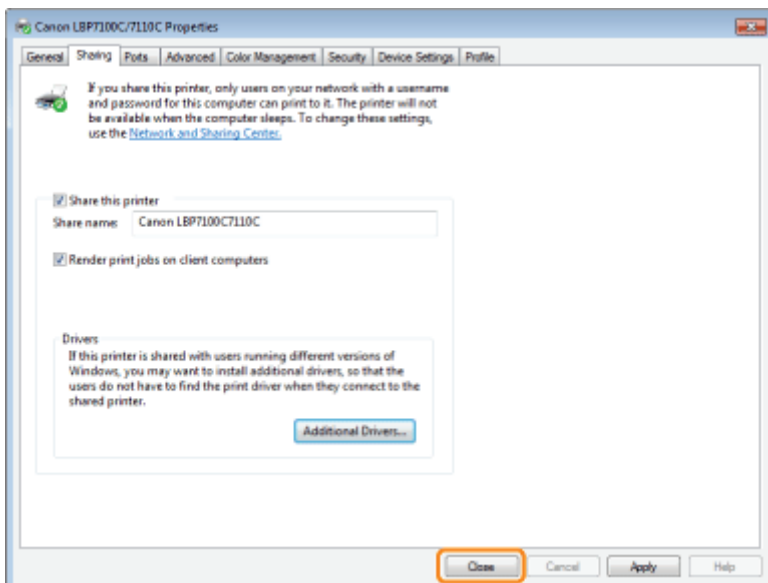 Canon LBP7100C/7110C Properties
General Sharing Ports Advanced Color Management Security Device Settings Profile
If you share this printer, only users on your network with a username
and password for this computer can print to it. The printer will not
be available when the computer sleeps. To change these settings,
use the Network and Sharing Center.
Share this printer
Share name: Canon LBP7100C7110C
Render print jobs on client computers
Drivers
If this printer is shared with users running different versions of
Windows, you may want to install additional drivers, so that the
users do not have to find the print driver when they connect to the
shared printer.
Additional Drivers...
Close Cancel Apply Help